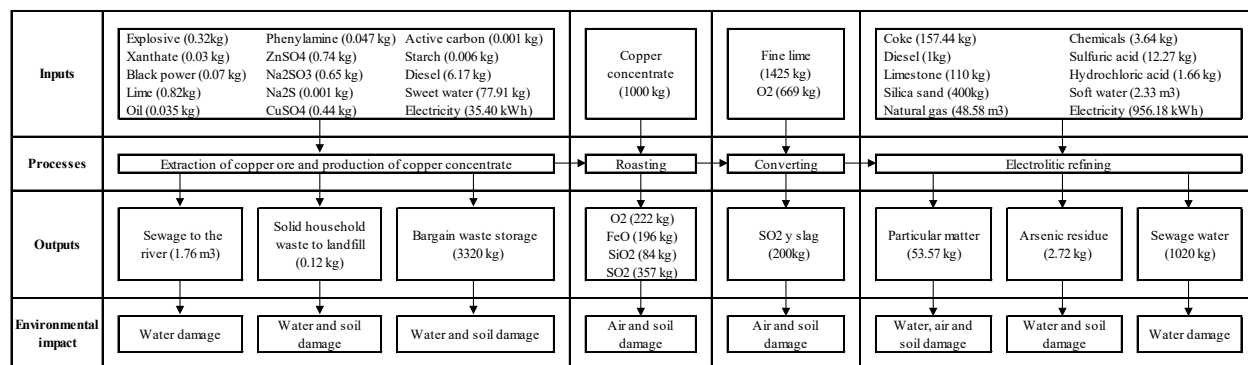 Inputs
Explosive (0.32kg)
Xanthate (0.03 kg)
Black power (0.07 kg)
Lime (0.82kg)
Oil (0.035 kg)
Phenylamine (0.047 kg)
ZnSO4 (0.74 kg)
Na2SO3 (0.65 kg)
Na2S (0.001 kg)
CuSO4 (0.44 kg)
Active carbon (0.001 kg)
Starch (0.006 kg)
Diesel (6.17 kg)
Sweet water (77.91 kg)
Electricity (35.40 kWh)
Copper
concentrate
(1000 kg)
Fine lime
(1425 kg)
O2 (669 kg)
Coke (157.44 kg)
Diesel (1kg)
Limestone (110 kg)
Silica sand (400kg)
Natural gas (48.58 m3)
Chemicals (3.64 kg)
Sulfuric acid (12.27 kg)
Hydrochloric acid (1.66 kg)
Soft water (2.33 m3)
Electricity (956.18 kWh)
Processes
Extraction of copper ore and production of copper concentrate
Roasting
Converting
Electrolitic refining
Outputs
Sewage to the
river (1.76 m3)
Solid household
waste to landfill
(0.12 kg)
Bargain waste storage
(3320 kg)
O2 (222 kg)
FeO (196 kg)
SiO2 (84 kg)
SO2 (357 kg)
SO2 y slag
(200kg)
Particular matter
(53.57 kg)
Arsenic residue
(2.72 kg)
Sewage water
(1020 kg)
Environmental
impact
Water damage
Water and soil
damage
Water and soil damage
Air and soil
damage
Air and soil
damage
Water, air and
soil damage
Water and soil
damage
Water damage